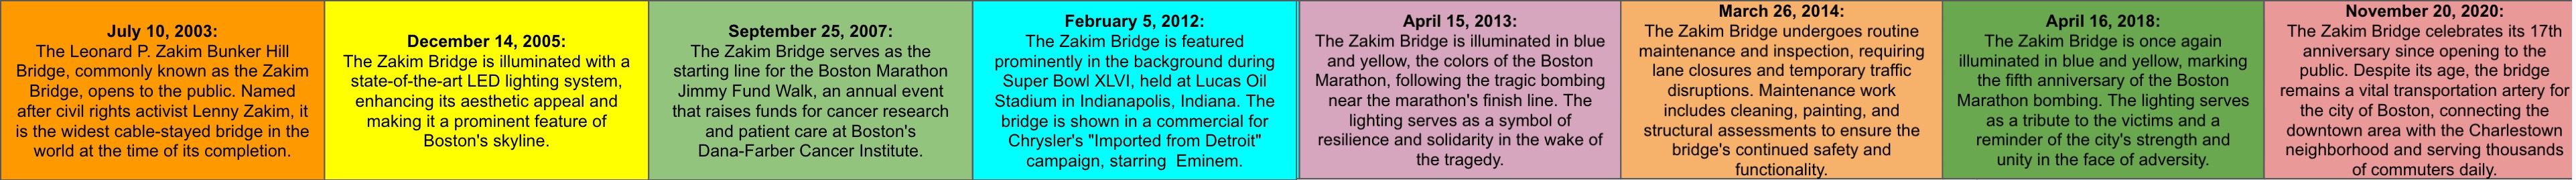 July 10, 2003:
The Leonard P. Zakim Bunker Hill
Bridge, commonly known as the Zakim
Bridge, opens to the public. Named
after civil rights activist Lenny Zakim, it
is the widest cable-stayed bridge in the
world at the time of its completion.
December 14, 2005:
The Zakim Bridge is illuminated with a
state-of-the-art LED lighting system,
enhancing its aesthetic appeal and
making it a prominent feature of
Boston's skyline.
September 25, 2007:
The Zakim Bridge serves as the
starting line for the Boston Marathon
Jimmy Fund Walk, an annual event
that raises funds for cancer research
and patient care at Boston's
Dana-Farber Cancer Institute.
February 5, 2012:
The Zakim Bridge is featured
prominently in the background during
Super Bowl XLVI, held at Lucas Oil
Stadium in Indianapolis, Indiana. The
bridge is shown in a commercial for
Chrysler's "Imported from Detroit"
campaign, starring Eminem.
April 15, 2013:
The Zakim Bridge is illuminated in blue
and yellow, the colors of the Boston
Marathon, following the tragic bombing
near the marathon's finish line. The
lighting serves as a symbol of
resilience and solidarity in the wake of
the tragedy.
March 26, 2014:
The Zakim Bridge undergoes routine
maintenance and inspection, requiring
lane closures and temporary traffic
disruptions. Maintenance work
includes cleaning, painting, and
structural assessments to ensure the
bridge's continued safety and
functionality.
April 16, 2018:
The Zakim Bridge is once again
illuminated in blue and yellow, marking
the fifth anniversary of the Boston
Marathon bombing. The lighting serves
as a tribute to the victims and a
reminder of the city's strength and
unity in the face of adversity.
November 20, 2020:
The Zakim Bridge celebrates its 17th
anniversary since opening to the
public. Despite its age, the bridge
remains a vital transportation artery for
the city of Boston, connecting the
downtown area with the Charlestown
neighborhood and serving thousands
of commuters daily.